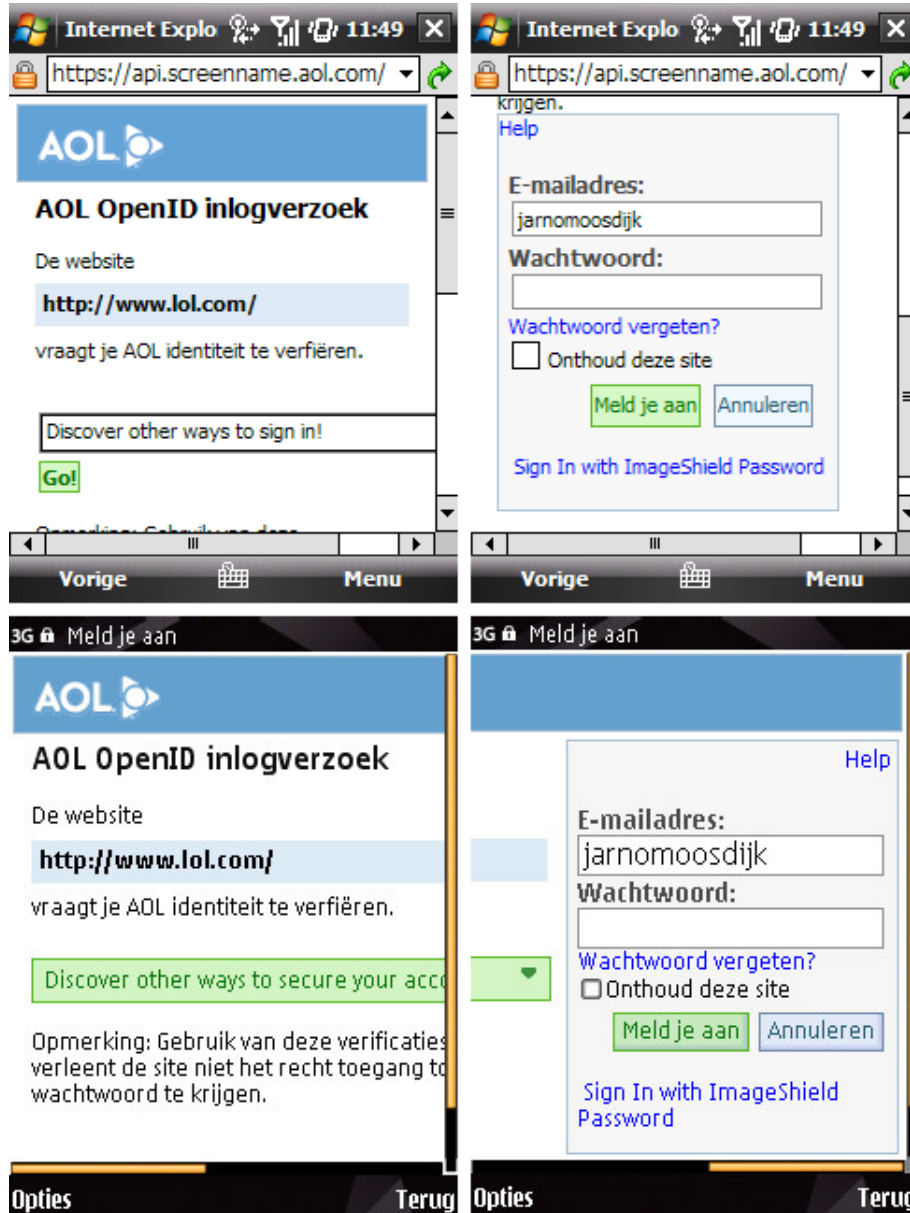 Internet Explo 11:49
https://api.screenname.aol.com/
AOL
AOL OpenID inlogverzoek
De website
http://www.lol.com/
vraagt je AOL identiteit te verfiëren.
Discover other ways to sign in!
Go!
Opmerking: Gebruik van deze
Vorige Menu
Internet Explo 11:49
https://api.screenname.aol.com/
krijgen.
Help
E-mailadres:
jarnomoosdijk
Wachtwoord:
Wachtwoord vergeten?
Onthoud deze site
Meld je aan Annuleren
Sign In with ImageShield Password
Vorige Menu
3G Meld je aan
AOL
AOL OpenID inlogverzoek
De website
http://www.lol.com/
vraagt je AOL identiteit te verfiëren.
Discover other ways to secure your acco
Opmerking: Gebruik van deze verificaties
verleent de site niet het recht toegang to
wachtwoord te krijgen.
Opties Terug
3G Meld je aan
Help
E-mailadres:
jarnomoosdijk
Wachtwoord:
Wachtwoord vergeten?
Onthoud deze site
Meld je aan Annuleren
Sign In with ImageShield
Password
Opties Terug